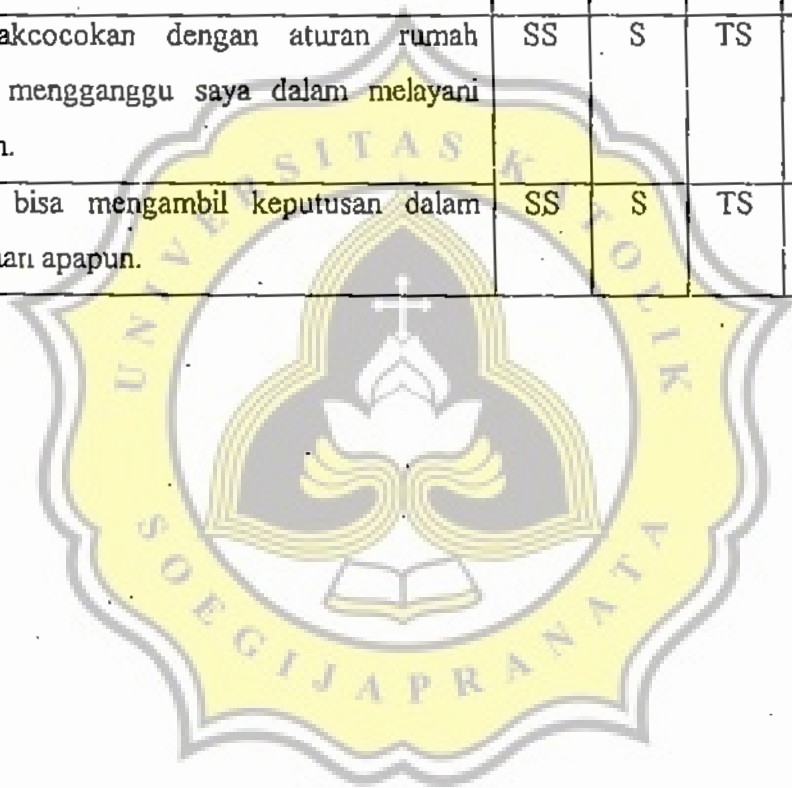 akcocokan dengan aturan rumah SS S TS
mengganggu saya dalam melayani
n.
bisa mengambil keputusan dalam SS S TS
apapun.
UNIVERSITAS KATOLIK
SOEGIJAPRANATA